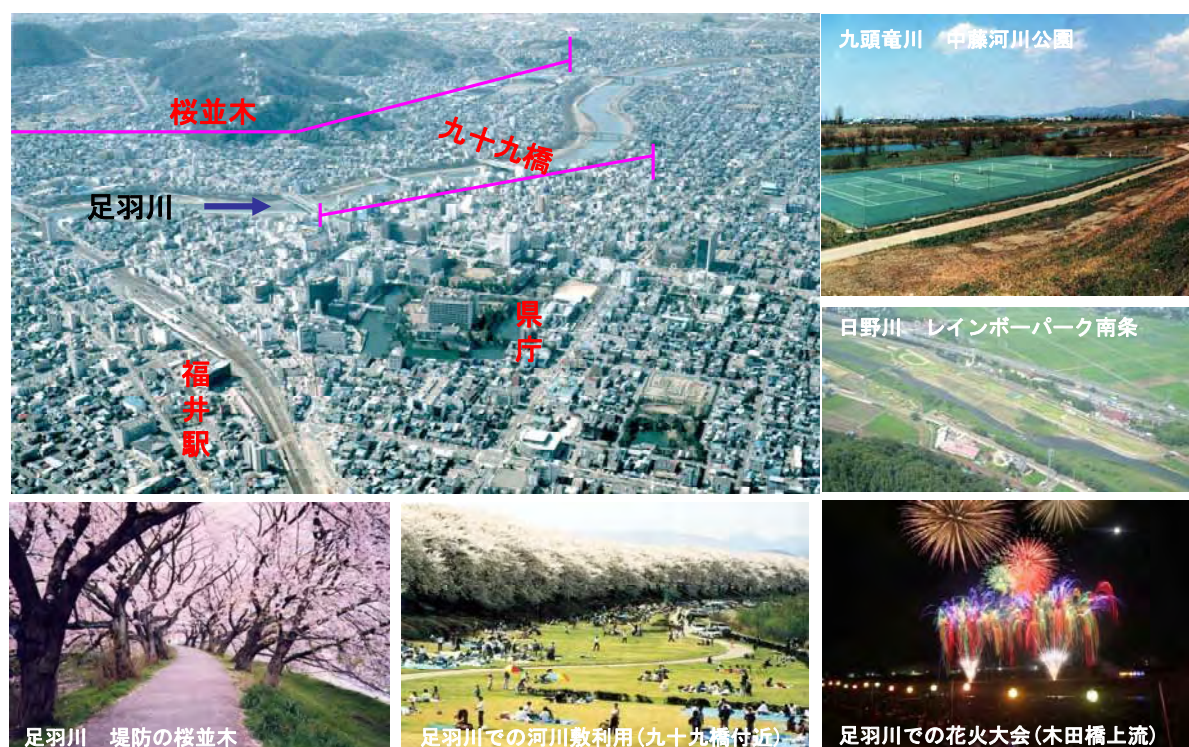 桜並木
九十九橋
足羽川
県庁
福井駅
九頭竜川　中藤河川公園
日野川　レインボーパーク南条
足羽川　堤防の桜並木
足羽川での河川敷利用(九十九橋付近)
足羽川での花火大会(木田橋上流)